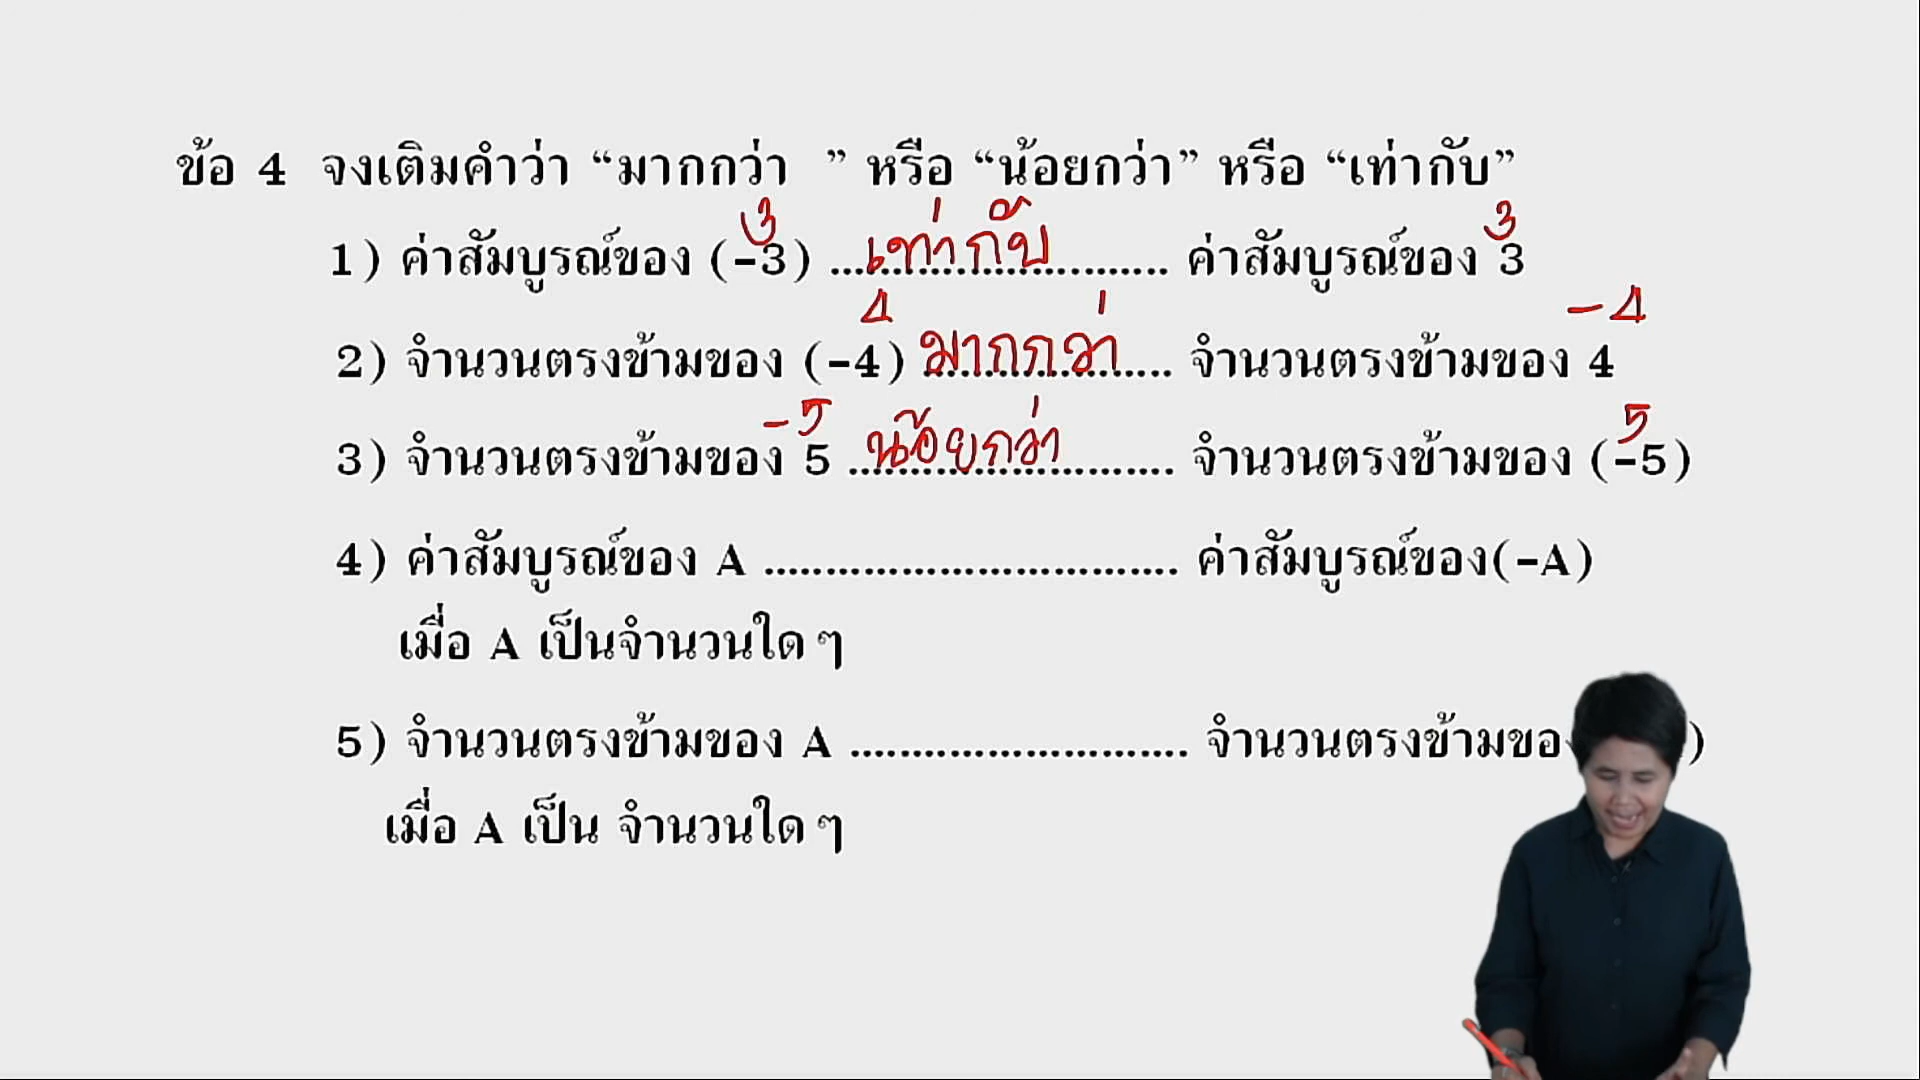 ข้อ 4 จงเติมคำว่า “มากกว่า ” หรือ “น้อยกว่า” หรือ “เท่ากับ”
3 3
1) ค่าสัมบูรณ์ของ (-3) ....เท่ากับ.... ค่าสัมบูรณ์ของ 3
4 -4
2) จำนวนตรงข้ามของ (-4) มากกว่า.... จำนวนตรงข้ามของ 4
-5 5
3) จำนวนตรงข้ามของ 5 ..น้อยกว่า........ จำนวนตรงข้ามของ (-5)
4) ค่าสัมบูรณ์ของ A ................................. ค่าสัมบูรณ์ของ(-A)
เมื่อ A เป็นจำนวนใดๆ
5) จำนวนตรงข้ามของ A ........................... จำนวนตรงข้ามของ )
เมื่อ A เป็น จำนวนใดๆ